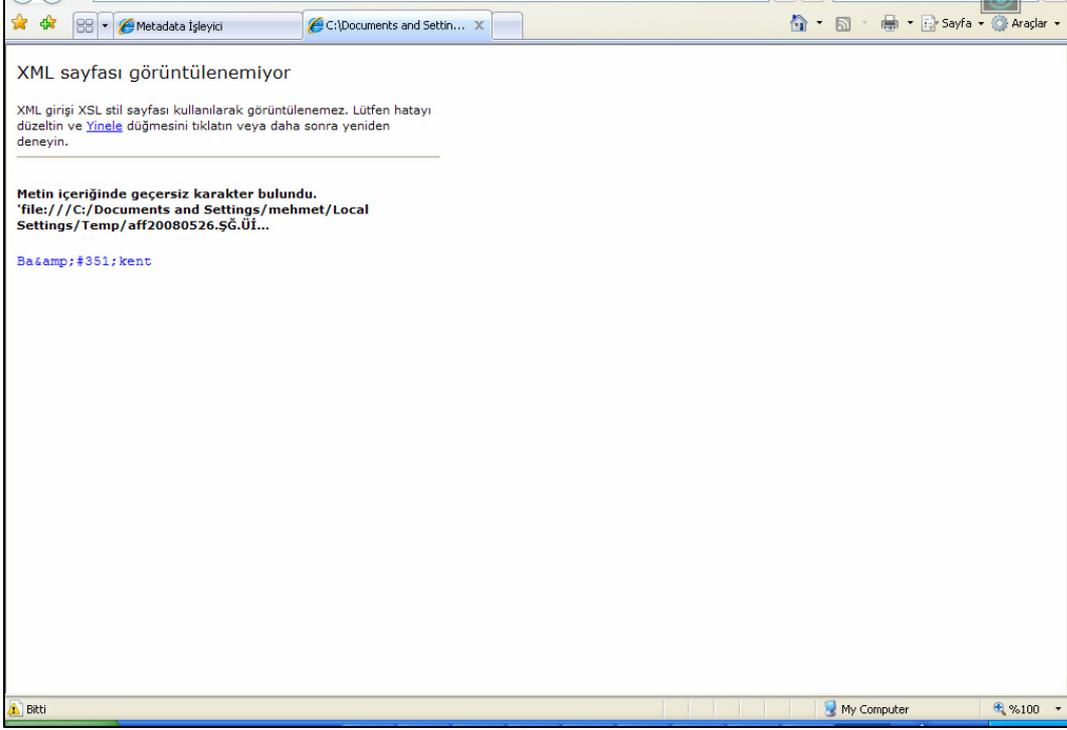 Metadata İşleyici
C:\Documents and Settin...
Sayfa
Araçlar
XML sayfası görüntülenemiyor
XML girişi XSL stil sayfası kullanılarak görüntülenemez. Lütfen hatayı
düzeltin ve Yinele düğmesini tıklatın veya daha sonra yeniden
deneyin.
Metin içeriğinde geçersiz karakter bulundu.
'file:///C:/Documents and Settings/mehmet/Local
Settings/Temp/aff20080526.ŞĞ.Üİ...
Ba&amp;#351;kent
Bitti
My Computer
%100